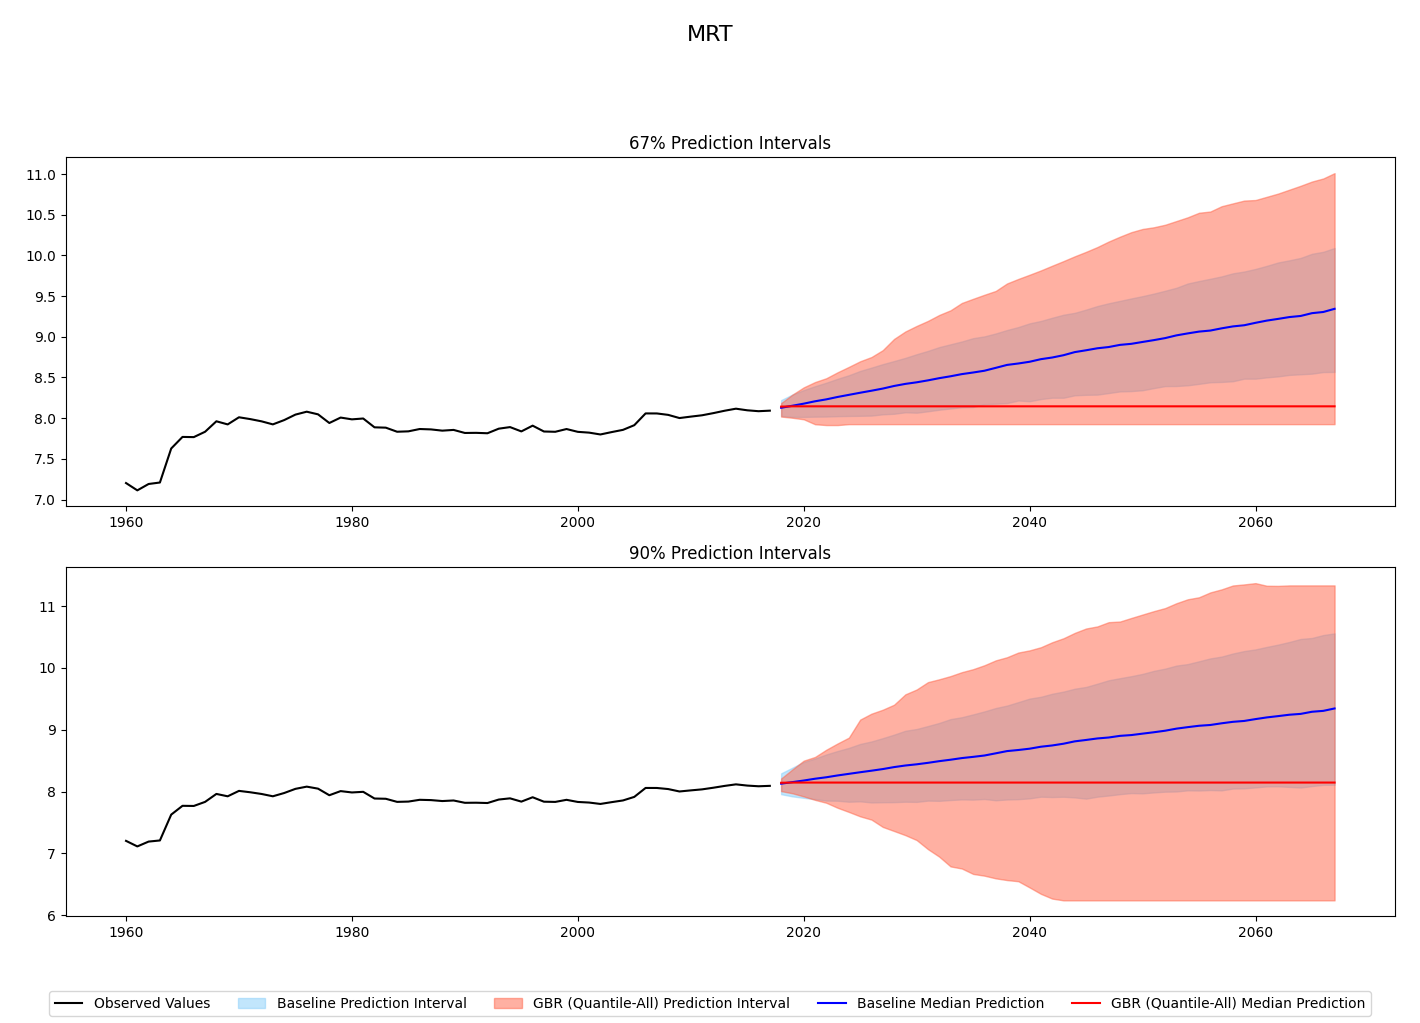 MRT
67% Prediction Intervals
11.0
10.5
10.0
9.5
9.0
8.5
8.0
7.5
7.0
1960 1980 2000 2020 2040 2060
90% Prediction Intervals
11
10
9
8
7
6
1960 1980 2000 2020 2040 2060
Observed Values Baseline Prediction Interval GBR (Quantile-All) Prediction Interval Baseline Median Prediction GBR (Quantile-All) Median Prediction